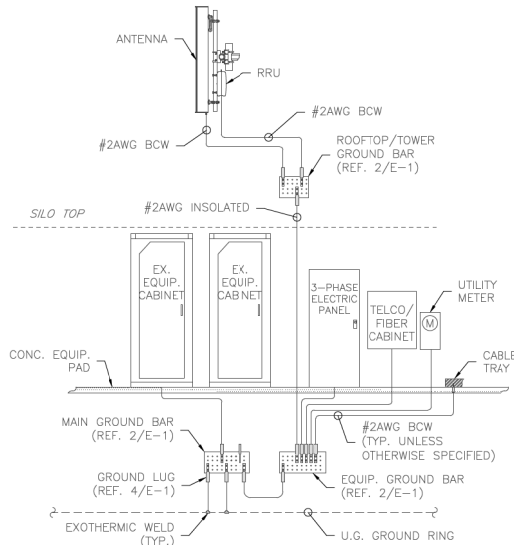 ANTENNA
RRU
#2AWG BCW
#2AWG BCW
ROOFTOP/TOWER
GROUND BAR
(REF. 2/E-1)
#2AWG INSOLATED
SILO TOP
EX.
EQUIP.
CABINET
EX.
EQUIP.
CABINET
3-PHASE
ELECTRIC
PANEL
TELCO/
FIBER
CABINET
UTILITY
METER
M
CONC. EQUIP.
PAD
CABLE
TRAY
MAIN GROUND BAR
(REF. 2/E-1)
#2AWG BCW
(TYP. UNLESS
OTHERWISE SPECIFIED)
GROUND LUG
(REF. 4/E-1)
EQUIP. GROUND BAR
(REF. 2/E-1)
EXOTHERMIC WELD
(TYP.)
U.G. GROUND RING